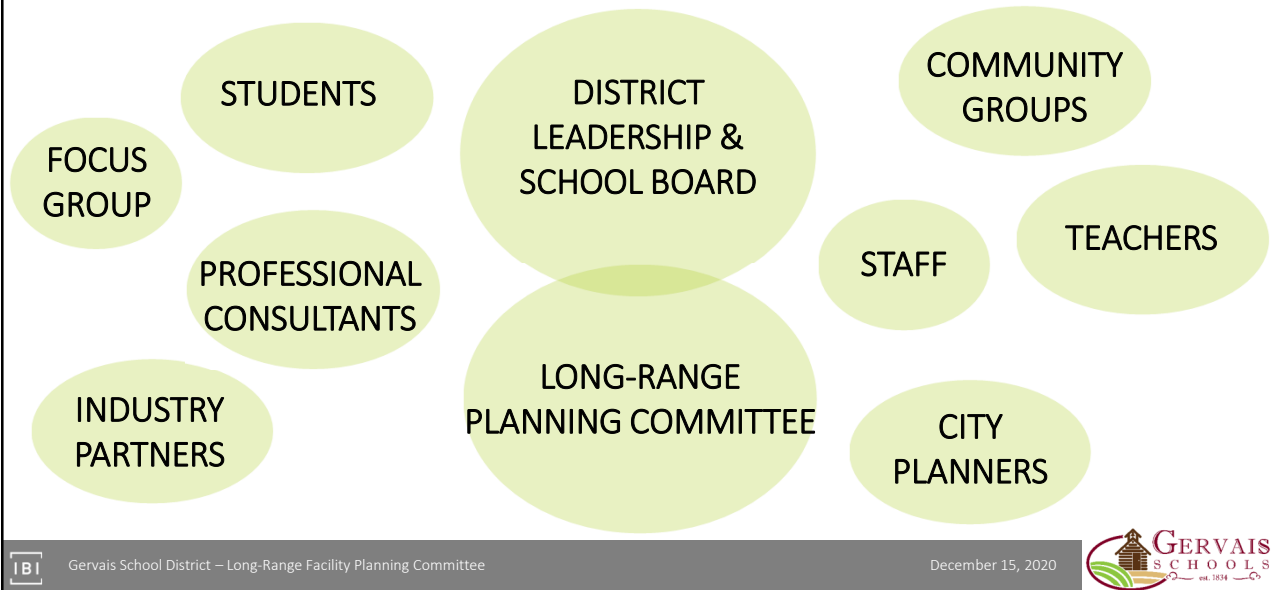 STUDENTS
FOCUS
GROUP
PROFESSIONAL
CONSULTANTS
INDUSTRY
PARTNERS
DISTRICT
LEADERSHIP &
SCHOOL BOARD
LONG-RANGE
PLANNING COMMITTEE
COMMUNITY
GROUPS
TEACHERS
STAFF
CITY
PLANNERS
IBI
Gervais School District – Long-Range Facility Planning Committee
December 15, 2020
GERVAIS
SCHOOLS
est. 1834